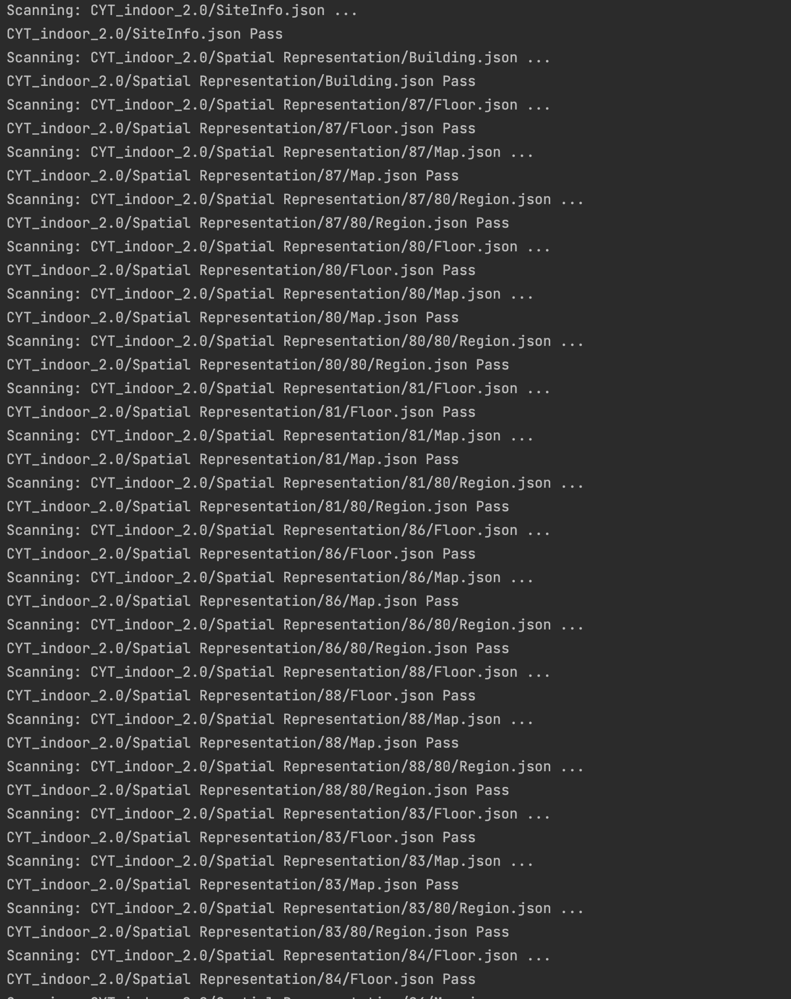 Scanning: CYT_indoor_2.0/SiteInfo.json ...
CYT_indoor_2.0/SiteInfo.json Pass
Scanning: CYT_indoor_2.0/Spatial Representation/Building.json ...
CYT_indoor_2.0/Spatial Representation/Building.json Pass
Scanning: CYT_indoor_2.0/Spatial Representation/87/Floor.json ...
CYT_indoor_2.0/Spatial Representation/87/Floor.json Pass
Scanning: CYT_indoor_2.0/Spatial Representation/87/Map.json ...
CYT_indoor_2.0/Spatial Representation/87/Map.json Pass
Scanning: CYT_indoor_2.0/Spatial Representation/87/80/Region.json ...
CYT_indoor_2.0/Spatial Representation/87/80/Region.json Pass
Scanning: CYT_indoor_2.0/Spatial Representation/80/Floor.json ...
CYT_indoor_2.0/Spatial Representation/80/Floor.json Pass
Scanning: CYT_indoor_2.0/Spatial Representation/80/Map.json ...
CYT_indoor_2.0/Spatial Representation/80/Map.json Pass
Scanning: CYT_indoor_2.0/Spatial Representation/80/80/Region.json ...
CYT_indoor_2.0/Spatial Representation/80/80/Region.json Pass
Scanning: CYT_indoor_2.0/Spatial Representation/81/Floor.json ...
CYT_indoor_2.0/Spatial Representation/81/Floor.json Pass
Scanning: CYT_indoor_2.0/Spatial Representation/81/Map.json ...
CYT_indoor_2.0/Spatial Representation/81/Map.json Pass
Scanning: CYT_indoor_2.0/Spatial Representation/81/80/Region.json ...
CYT_indoor_2.0/Spatial Representation/81/80/Region.json Pass
Scanning: CYT_indoor_2.0/Spatial Representation/86/Floor.json ...
CYT_indoor_2.0/Spatial Representation/86/Floor.json Pass
Scanning: CYT_indoor_2.0/Spatial Representation/86/Map.json ...
CYT_indoor_2.0/Spatial Representation/86/Map.json Pass
Scanning: CYT_indoor_2.0/Spatial Representation/86/80/Region.json ...
CYT_indoor_2.0/Spatial Representation/86/80/Region.json Pass
Scanning: CYT_indoor_2.0/Spatial Representation/88/Floor.json ...
CYT_indoor_2.0/Spatial Representation/88/Floor.json Pass
Scanning: CYT_indoor_2.0/Spatial Representation/88/Map.json ...
CYT_indoor_2.0/Spatial Representation/88/Map.json Pass
Scanning: CYT_indoor_2.0/Spatial Representation/88/80/Region.json ...
CYT_indoor_2.0/Spatial Representation/88/80/Region.json Pass
Scanning: CYT_indoor_2.0/Spatial Representation/83/Floor.json ...
CYT_indoor_2.0/Spatial Representation/83/Floor.json Pass
Scanning: CYT_indoor_2.0/Spatial Representation/83/Map.json ...
CYT_indoor_2.0/Spatial Representation/83/Map.json Pass
Scanning: CYT_indoor_2.0/Spatial Representation/83/80/Region.json ...
CYT_indoor_2.0/Spatial Representation/83/80/Region.json Pass
Scanning: CYT_indoor_2.0/Spatial Representation/84/Floor.json ...
CYT_indoor_2.0/Spatial Representation/84/Floor.json Pass